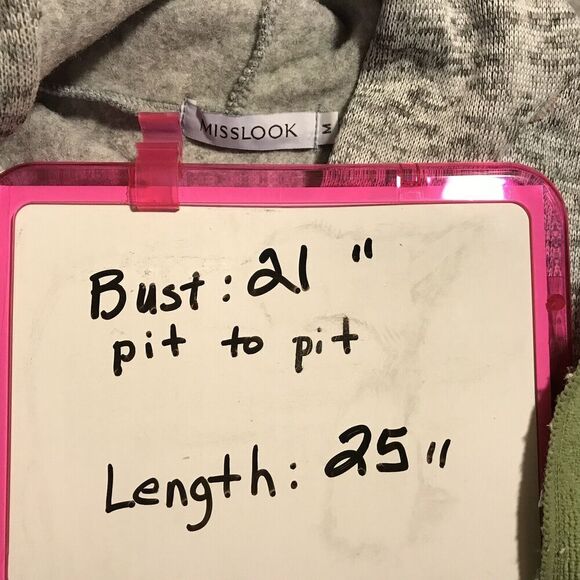 MISSLOOK M
Bust: 21 "
pit to pit
Length: 25"